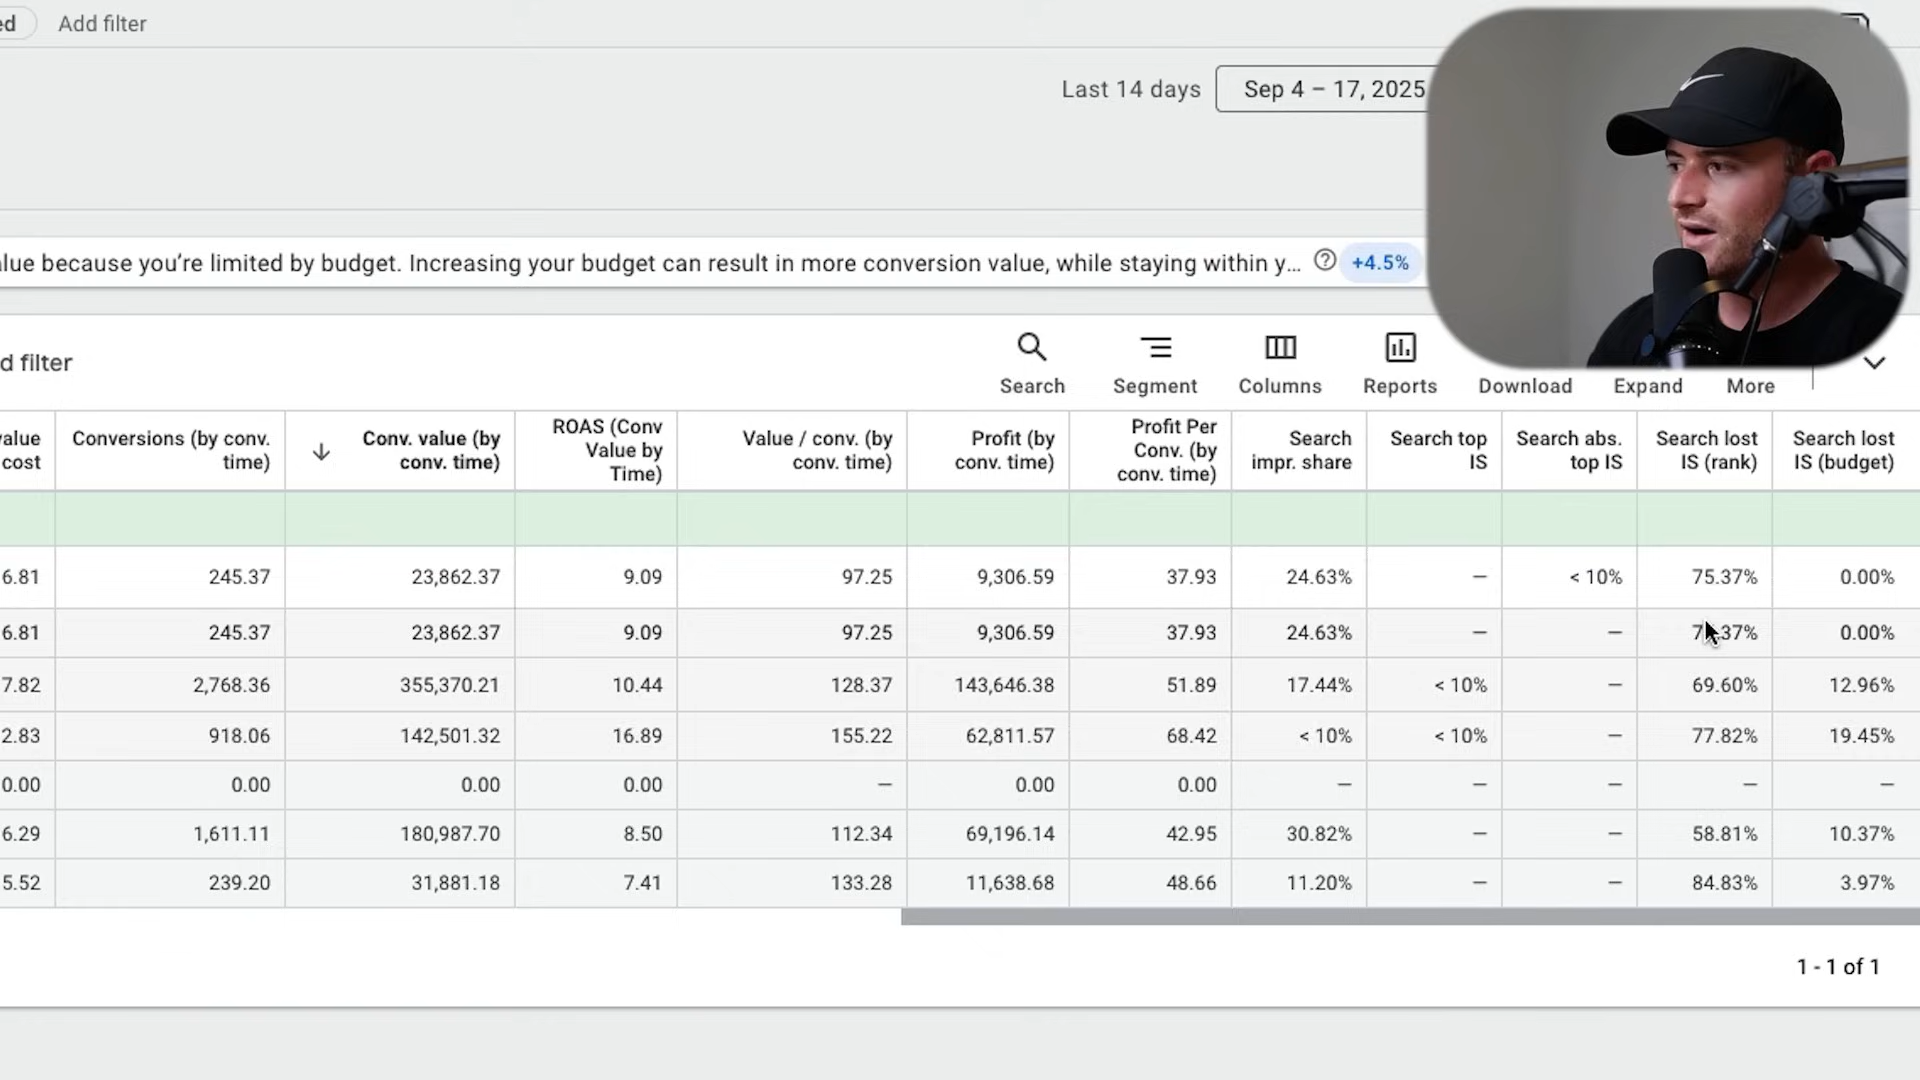 ed Add filter
Last 14 days Sep 4 – 17, 2025
alue because you’re limited by budget. Increasing your budget can result in more conversion value, while staying within y... +4.5%
d filter
Search Segment Columns Reports Download Expand More
value cost Conversions (by conv. time) Conv. value (by conv. time) ROAS (Conv Value by Time) Value / conv. (by conv. time) Profit (by conv. time) Profit Per Conv. (by conv. time) Search impr. share Search top IS Search abs. top IS Search lost IS (rank) Search lost IS (budget)
6.81 245.37 23,862.37 9.09 97.25 9,306.59 37.93 24.63% — < 10% 75.37% 0.00%
6.81 245.37 23,862.37 9.09 97.25 9,306.59 37.93 24.63% — — 0.00%
7.82 2,768.36 355,370.21 10.44 128.37 143,646.38 51.89 17.44% < 10% — 69.60% 12.96%
2.83 918.06 142,501.32 16.89 155.22 62,811.57 68.42 < 10% < 10% — 77.82% 19.45%
0.00 0.00 0.00 0.00 — 0.00 0.00 — — — — —
6.29 1,611.11 180,987.70 8.50 112.34 69,196.14 42.95 30.82% — — 58.81% 10.37%
5.52 239.20 31,881.18 7.41 133.28 11,638.68 48.66 11.20% — — 84.83% 3.97%
1 - 1 of 1